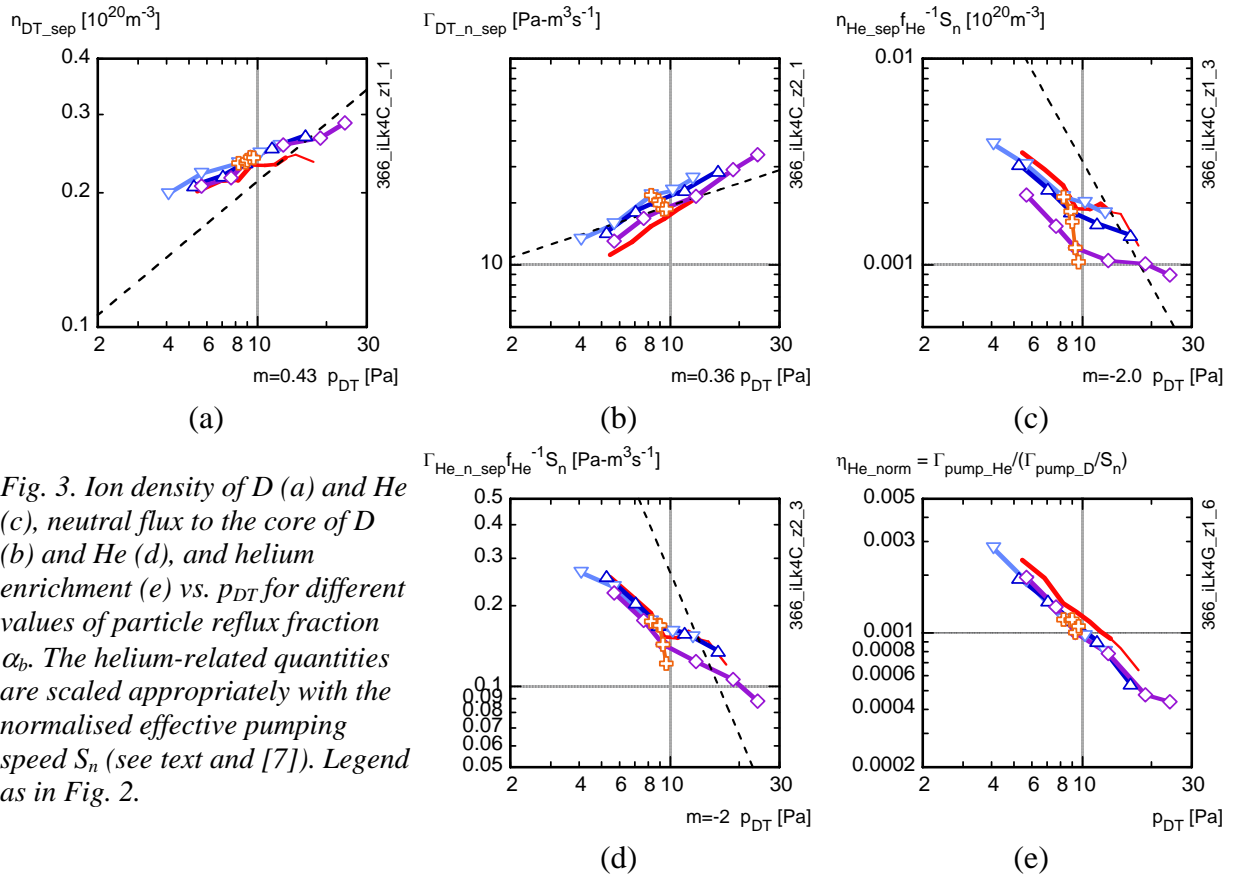 n_DT_sep [10^20 m^-3]
0.4
0.3
0.2
0.1
2 4 6 8 10 30
m=0.43 p_DT [Pa]
366_iLk4C_z1_1
(a)
Γ_DT_n_sep [Pa-m^3s^-1]
10
2 4 6 8 10 30
m=0.36 p_DT [Pa]
366_iLk4C_z2_1
(b)
n_He_sep f_He^-1 S_n [10^20 m^-3]
0.01
0.001
2 4 6 8 10 30
m=-2.0 p_DT [Pa]
366_iLk4C_z1_3
(c)
Fig. 3. Ion density of D (a) and He
(c), neutral flux to the core of D
(b) and He (d), and helium
enrichment (e) vs. p_DT for different
values of particle reflux fraction
α_b. The helium-related quantities
are scaled appropriately with the
normalised effective pumping
speed S_n (see text and [7]). Legend
as in Fig. 2.
Γ_He_n_sep f_He^-1 S_n [Pa-m^3s^-1]
0.5
0.3
0.2
0.1
0.09
0.08
0.06
0.05
2 4 6 8 10 30
m=-2 p_DT [Pa]
366_iLk4C_z2_3
(d)
η_He_norm = Γ_pump_He/(Γ_pump_D/S_n)
0.005
0.003
0.001
0.0008
0.0006
0.0004
0.0002
2 4 6 8 10 30
p_DT [Pa]
366_iLk4G_z1_6
(e)